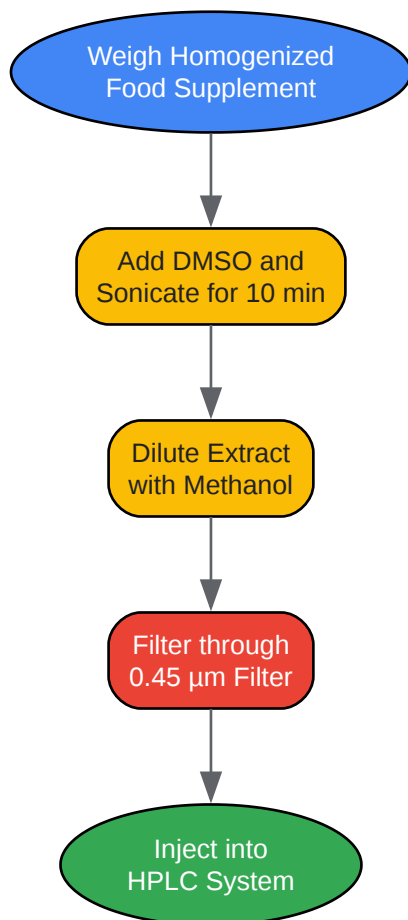 Weigh Homogenized
Food Supplement
Add DMSO and
Sonicate for 10 min
Dilute Extract
with Methanol
Filter through
0.45 µm Filter
Inject into
HPLC System